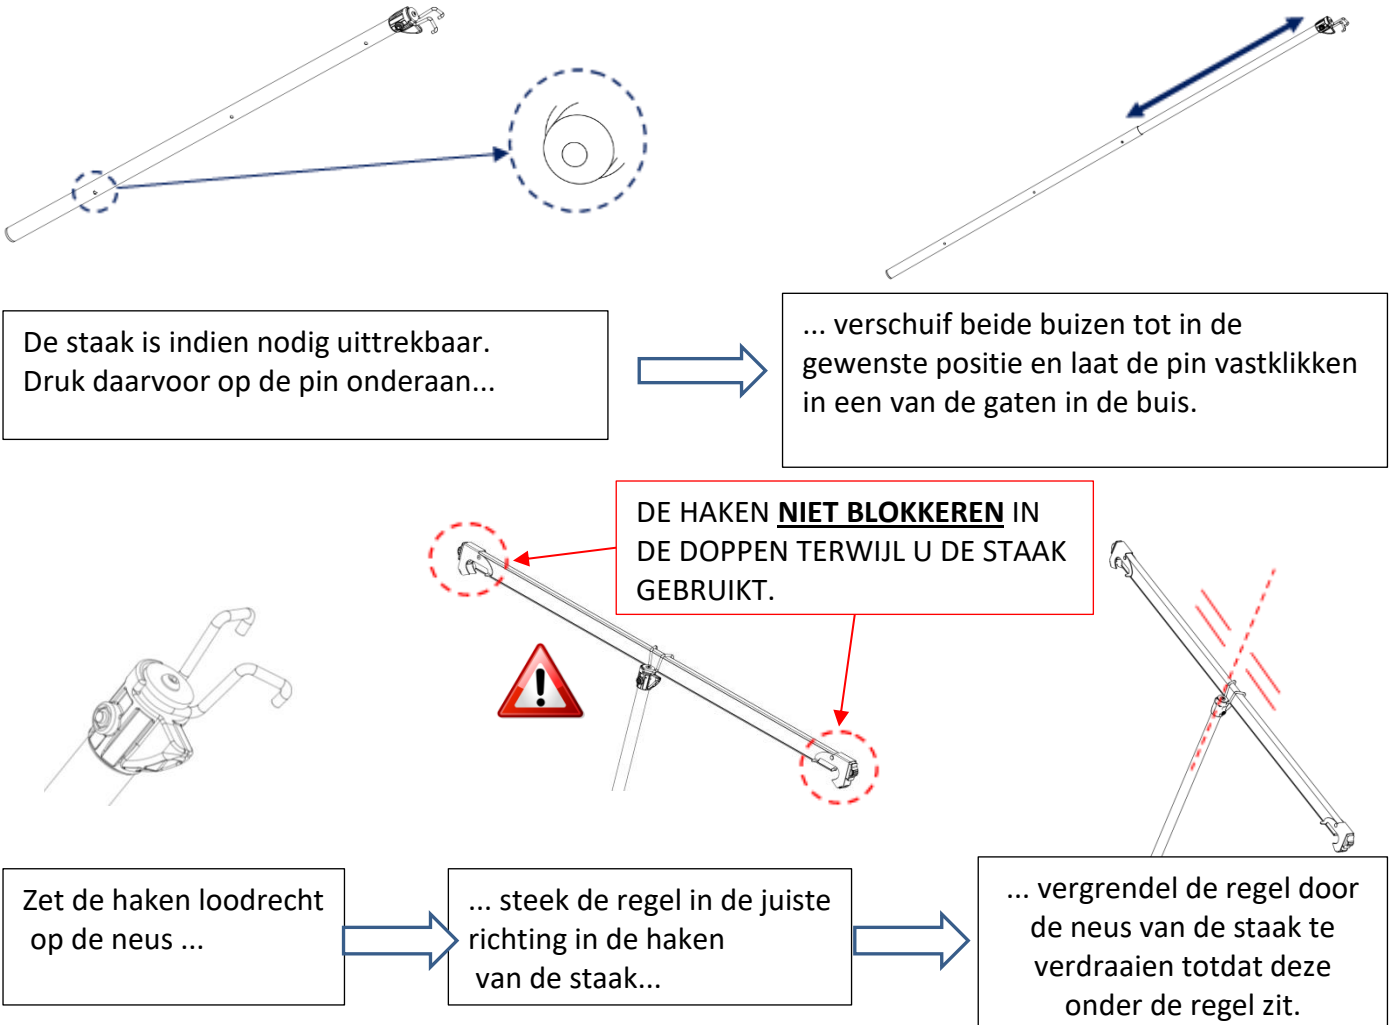 De staak is indien nodig uittrekbaar.
Druk daarvoor op de pin onderaan...
... verschuif beide buizen tot in de
gewenste positie en laat de pin vastklikken
in een van de gaten in de buis.
DE HAKEN NIET BLOKKEREN IN
DE DOPPEN TERWIJL U DE STAAK
GEBRUIKT.
Zet de haken loodrecht
op de neus ...
... steek de regel in de juiste
richting in de haken
van de staak...
... vergrendel de regel door
de neus van de staak te
verdraaien totdat deze
onder de regel zit.